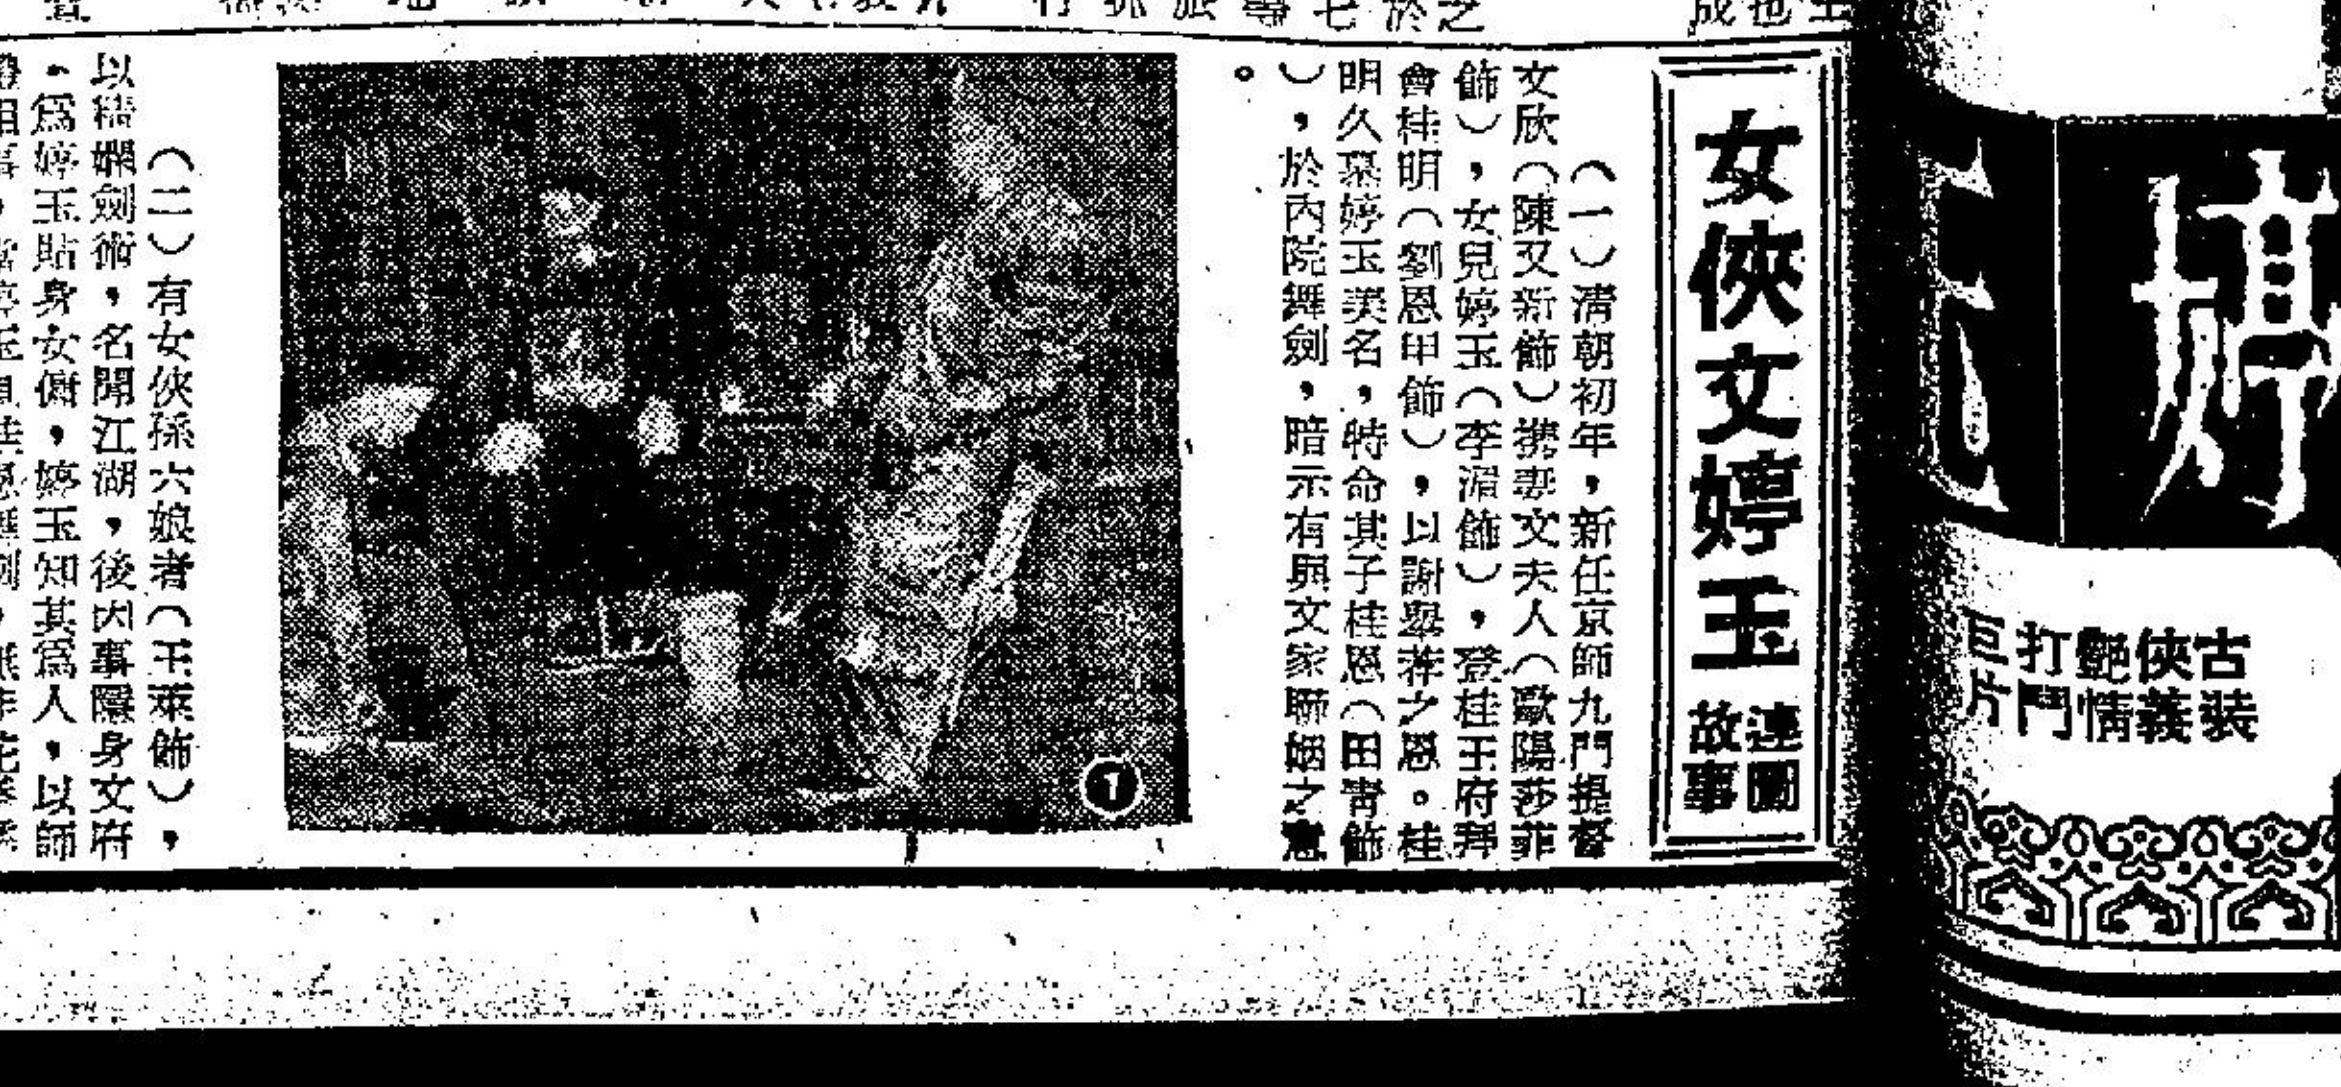 古裝
俠義
艷情
打鬥
巨片
婷
女俠文婷玉
連圖
故事
（一）清朝初年，新任京師九門提督
文欣（陳又新飾）攜妻文夫人（歐陽莎菲
飾），女兒婷玉（李湄飾），登桂王府拜
會桂明（劉恩甲飾），以謝舉荐之恩。桂
明久慕婷玉美名，特命其子桂恩（田青飾
），於內院舞劍，暗示有與文家聯姻之意
。
1
（二）有女俠孫六娘者（王萊飾），
以精嫻劍術，名聞江湖，後因事隱身文府
，為婷玉貼身女傭，婷玉知其為人，以師